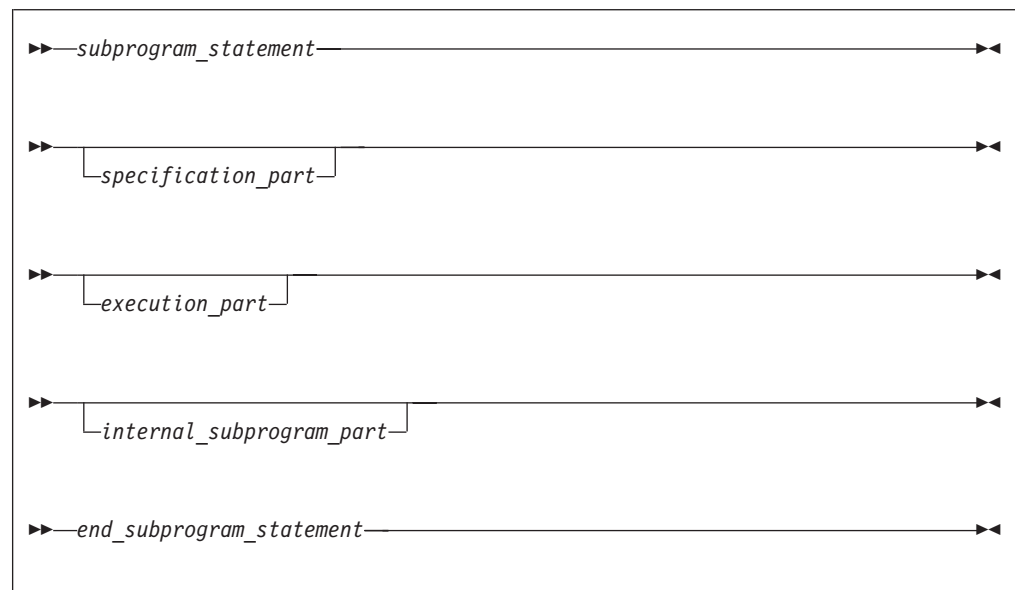 subprogram_statement
specification_part
execution_part
internal_subprogram_part
end_subprogram_statement